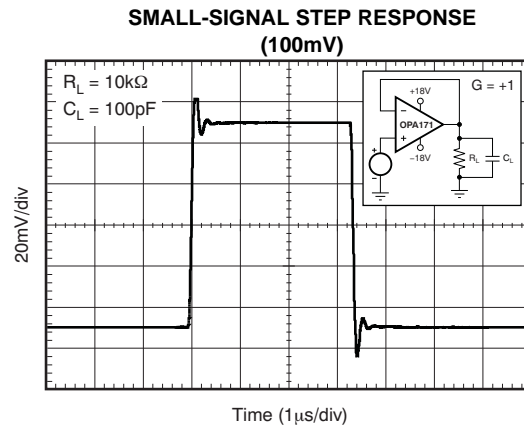 SMALL-SIGNAL STEP RESPONSE
(100mV)
R_L = 10kΩ
C_L = 100pF
G = +1
+18V
−
OPA171
+
−18V
+
−
R_L
C_L
20mV/div
Time (1μs/div)